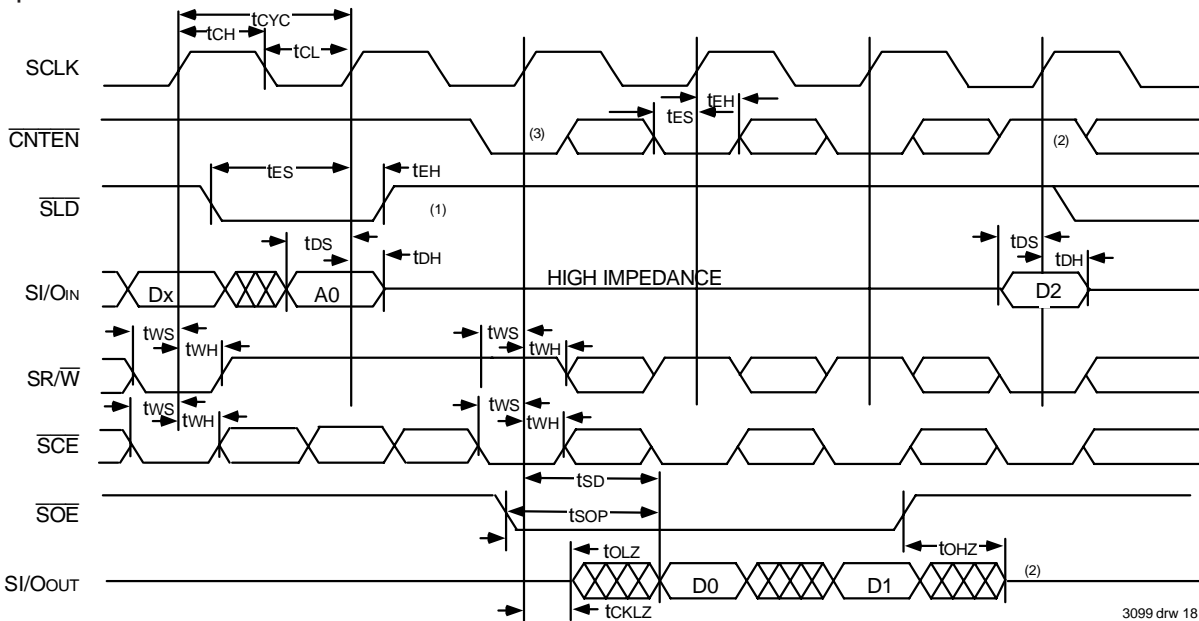 tCYC
tCH
tCL
SCLK
tES
tEH
CNTEN
(3)
(2)
tES
tEH
SLD
(1)
tDS
tDH
HIGH IMPEDANCE
tDS
tDH
SI/OIN
Dx
A0
D2
tWS
tWH
tWS
tWH
SR/W
tWS
tWH
tWS
tWH
SCE
tSD
SOE
tSOP
tOLZ
tOHZ
SI/OOUT
D0
D1
(2)
tCKLZ
3099 drw 18